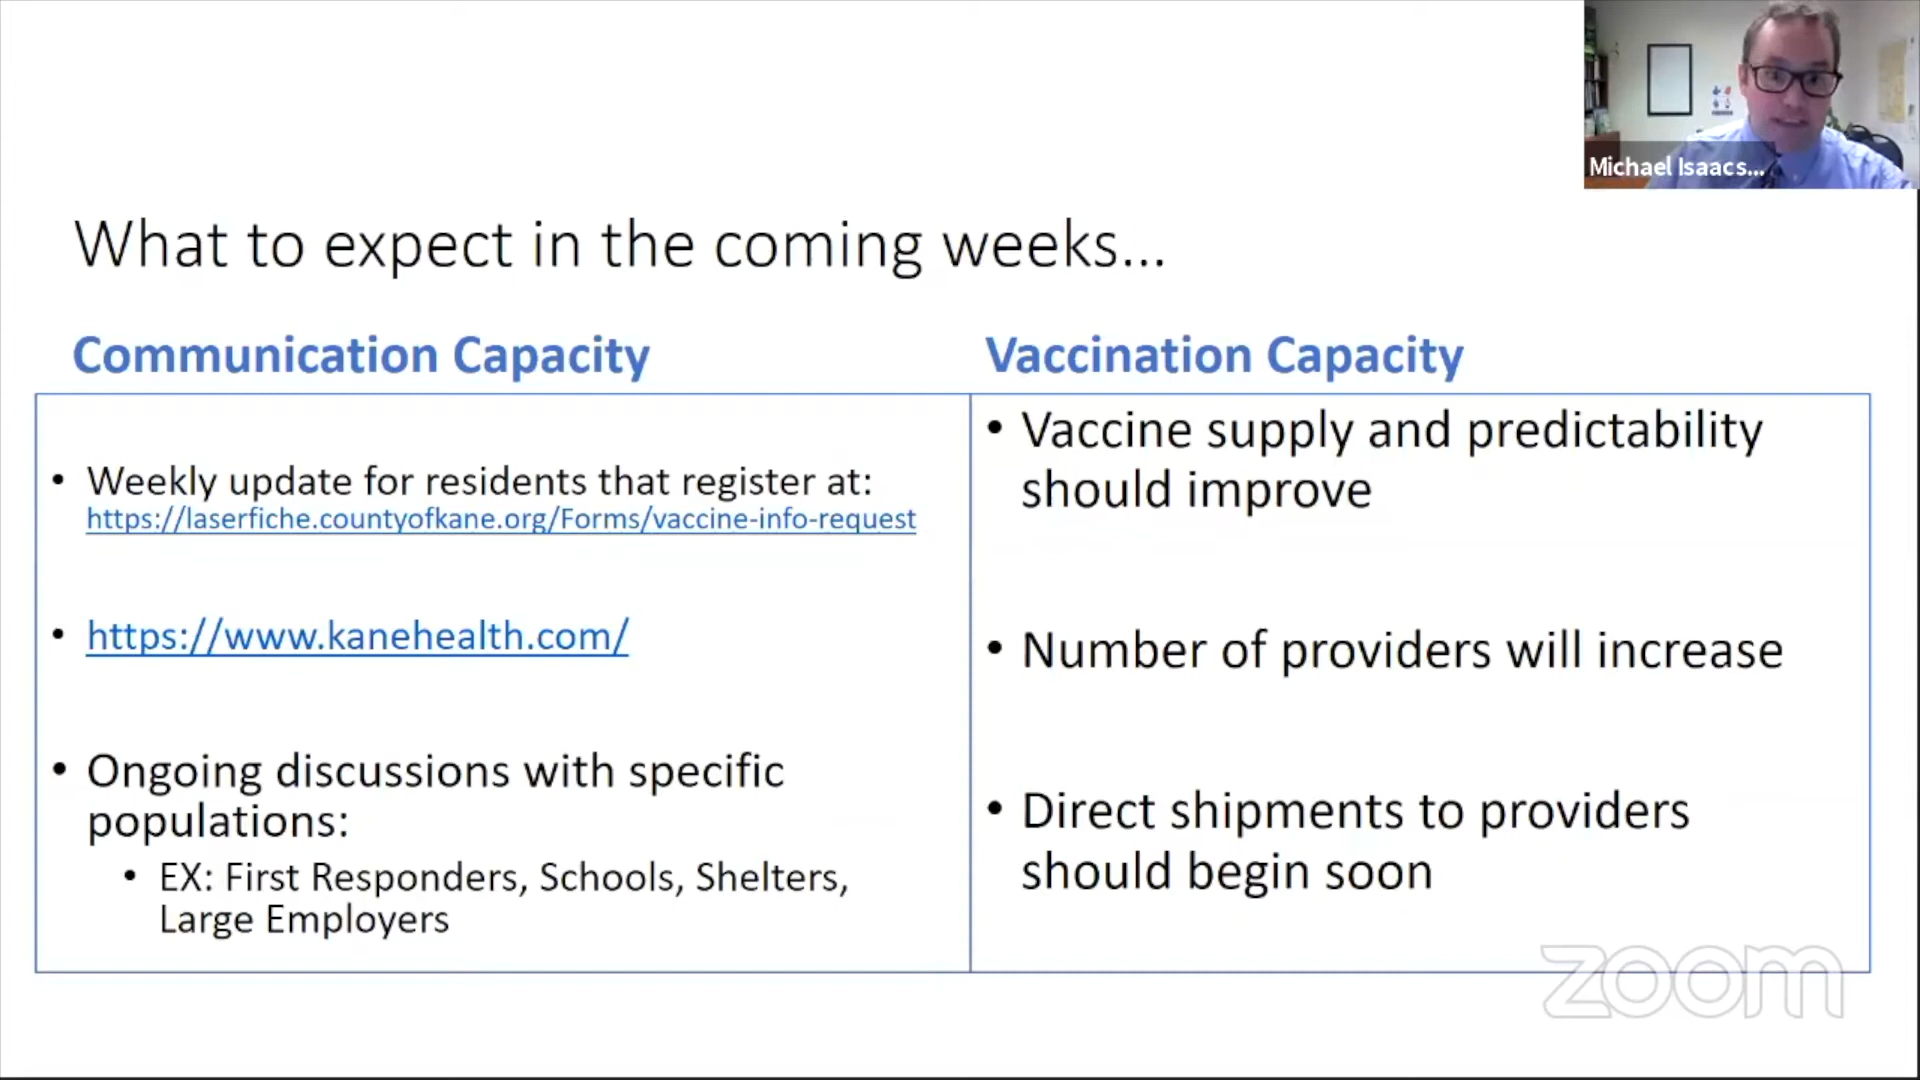 Michael Isaacs...
What to expect in the coming weeks...
Communication Capacity
• Weekly update for residents that register at:
https://laserfiche.countyofkane.org/Forms/vaccine-info-request
• https://www.kanehealth.com/
• Ongoing discussions with specific
populations:
• EX: First Responders, Schools, Shelters,
Large Employers
Vaccination Capacity
• Vaccine supply and predictability
should improve
• Number of providers will increase
• Direct shipments to providers
should begin soon
zoom